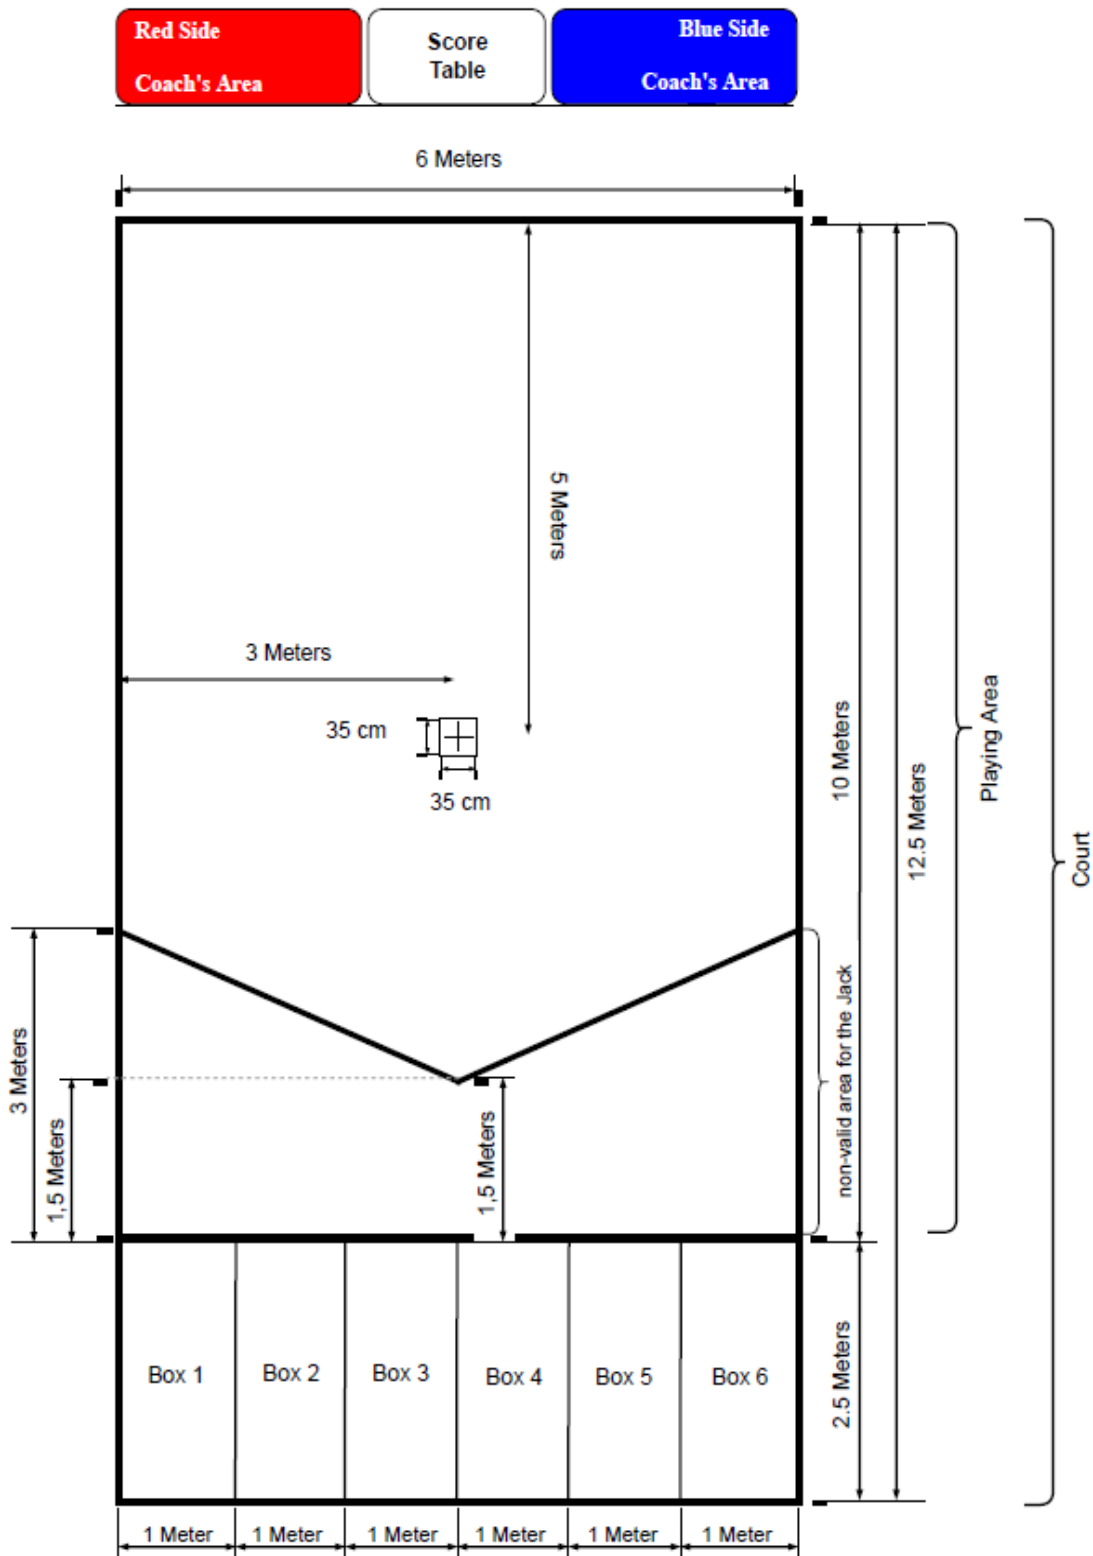 Red Side
Coach's Area
Score
Table
Blue Side
Coach's Area
6 Meters
5 Meters
3 Meters
35 cm
35 cm
10 Meters
12.5 Meters
Playing Area
Court
3 Meters
1,5 Meters
1,5 Meters
non-valid area for the Jack
Box 1
Box 2
Box 3
Box 4
Box 5
Box 6
2.5 Meters
1 Meter
1 Meter
1 Meter
1 Meter
1 Meter
1 Meter